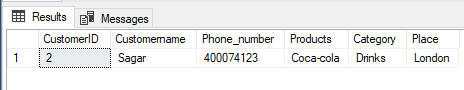 Results Messages
CustomerID Customername Phone_number Products Category Place
1 2 Sagar 400074123 Coca-cola Drinks London